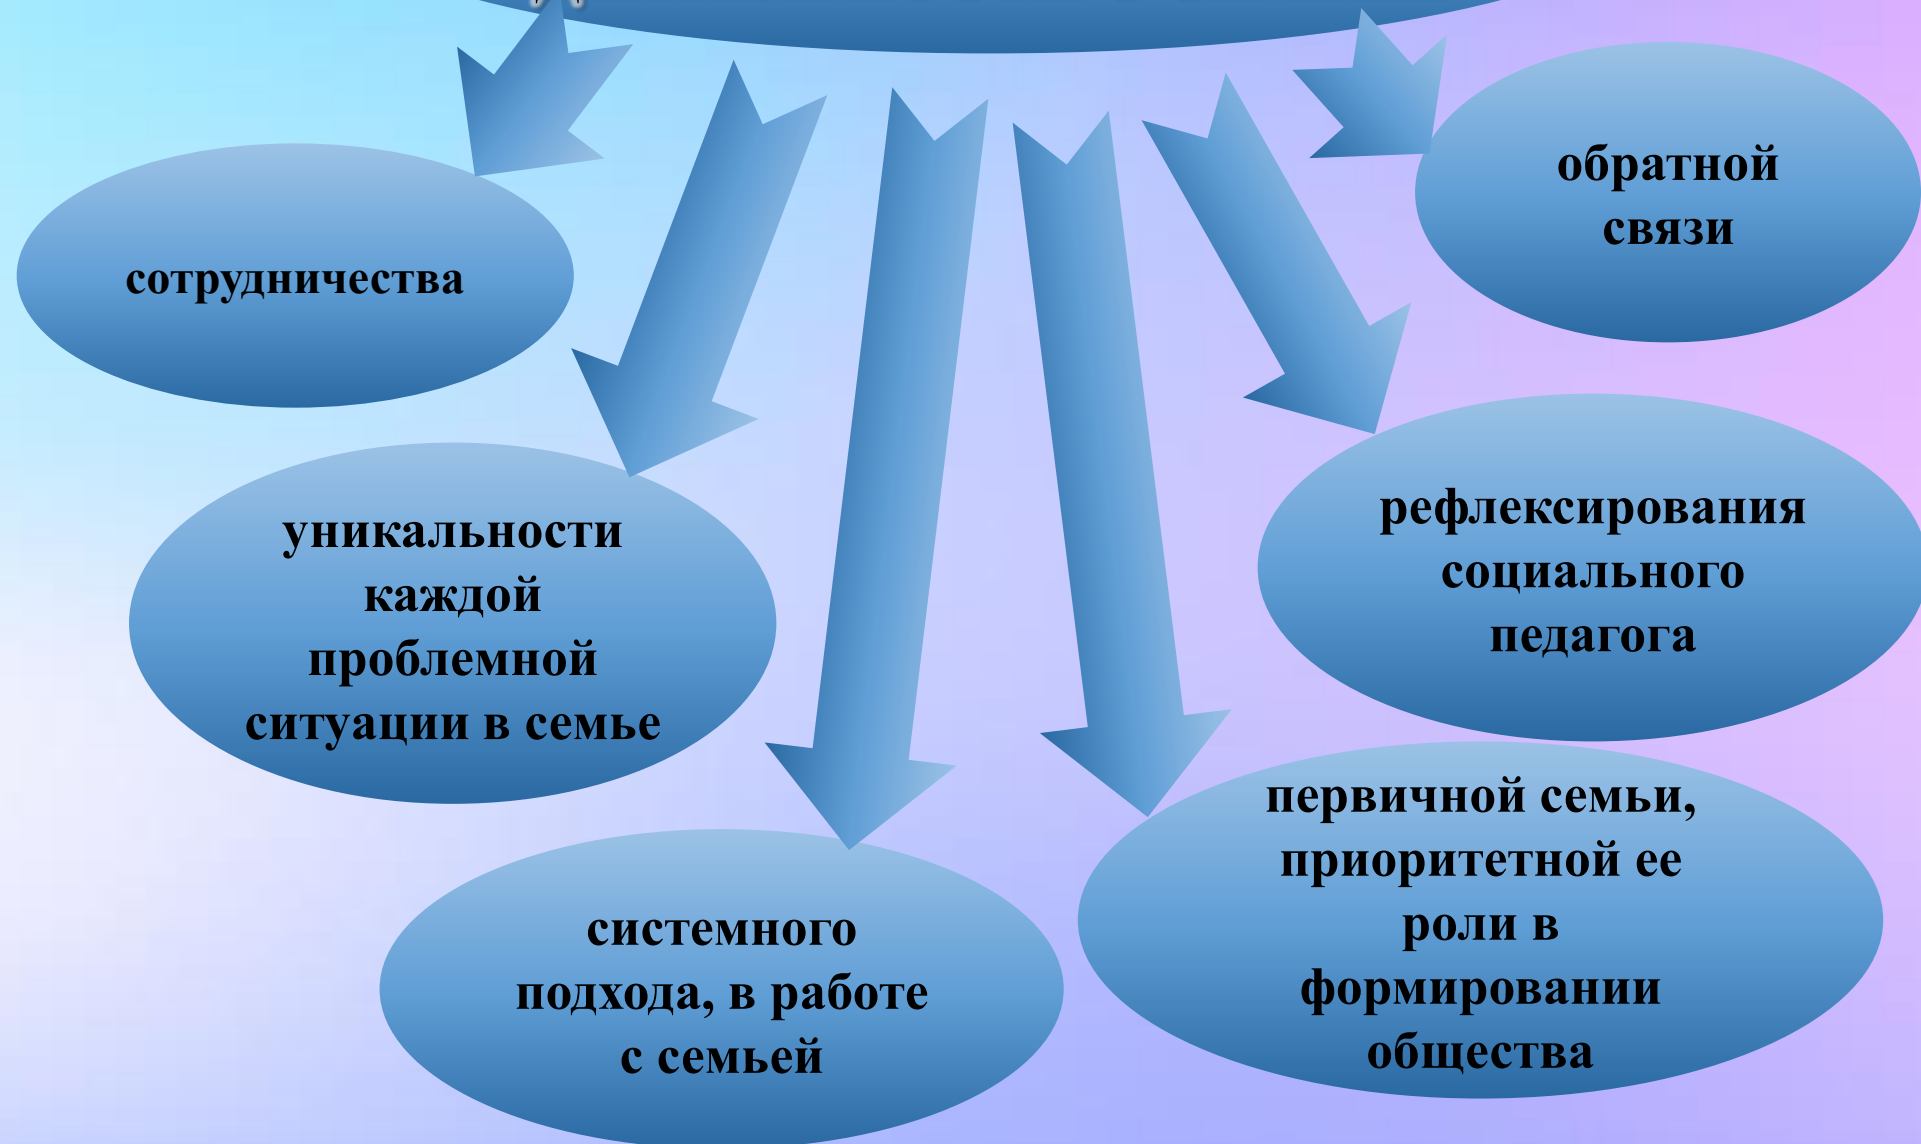 сотрудничества
уникальности
каждой
проблемной
ситуации в семье
системного
подхода, в работе
с семьей
первичной семьи,
приоритетной ее
роли в
формировании
общества
рефлексирования
социального
педагога
обратной
связи